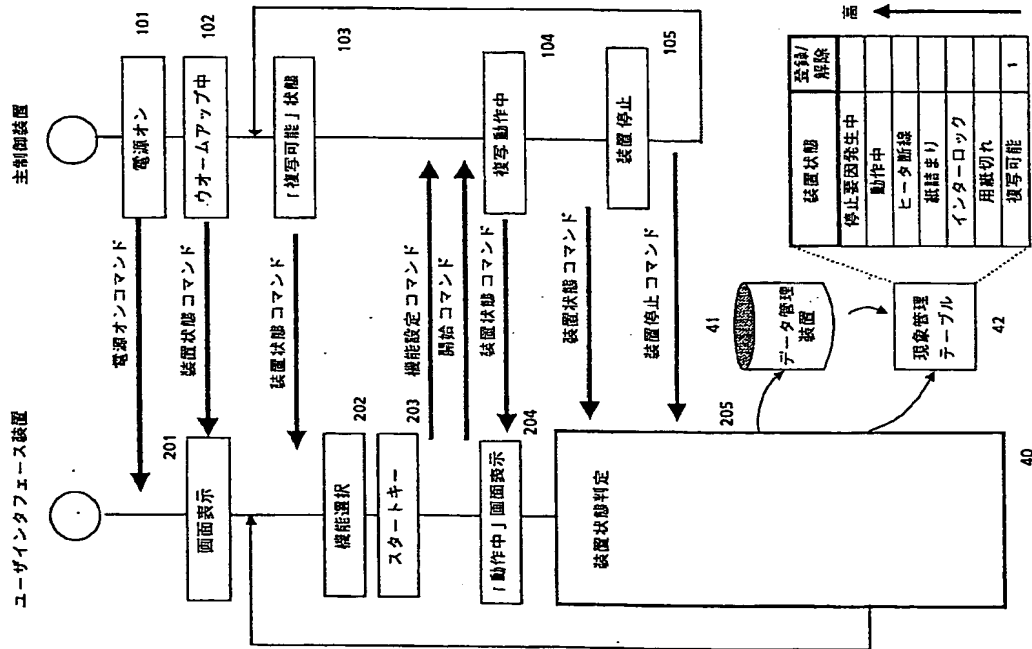 主制御装置
電源オン
101
ウオームアップ中
102
「複写可能」状態
103
複写動作中
104
装置停止
105
電源オンコマンド
装置状態コマンド
装置状態コマンド
機能設定コマンド
開始コマンド
装置状態コマンド
装置状態コマンド
装置停止コマンド
ユーザインタフェース装置
画面表示
201
機能選択
202
スタートキー
203
「動作中」画面表示
204
装置状態判定
205
40
データ管理
装置
41
現象管理
テーブル
42
装置状態
登録/
解除
停止要因発生中
動作中
ヒータ断線
紙詰まり
インターロック
用紙切れ
複写可能
1
高